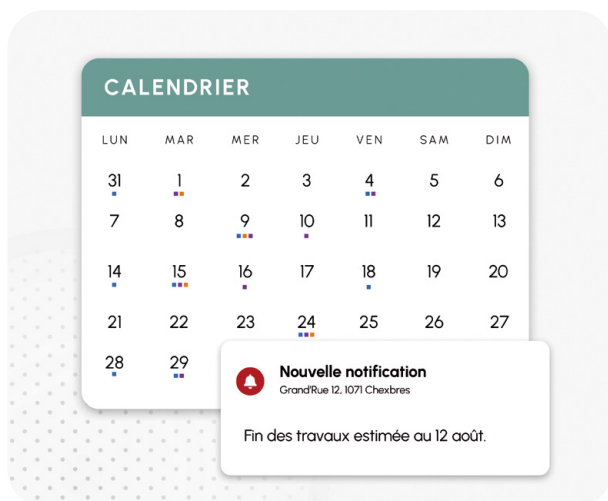 CALENDRIER
LUN MAR MER JEU VEN SAM DIM
31 1 2 3 4 5 6
7 8 9 10 11 12 13
14 15 16 17 18 19 20
21 22 23 24 25 26 27
28 29
Nouvelle notification
Grand'Rue 12, 1071 Chexbres
Fin des travaux estimée au 12 août.